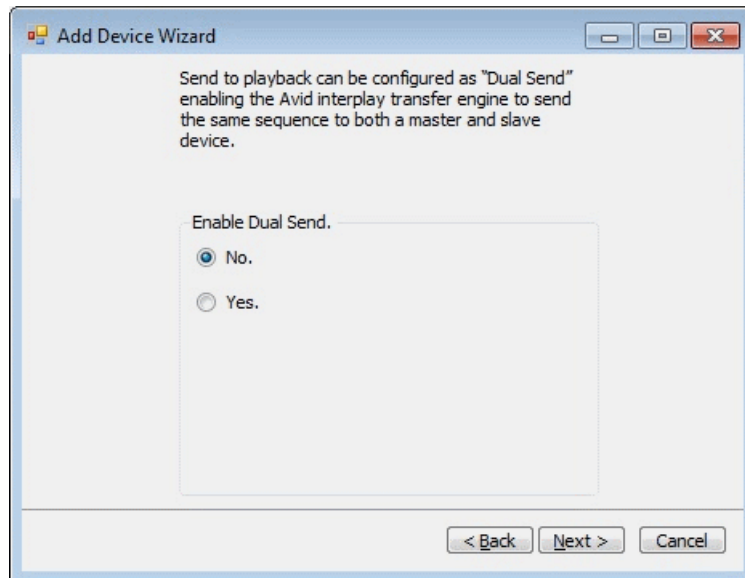 Add Device Wizard
Send to playback can be configured as "Dual Send"
enabling the Avid interplay transfer engine to send
the same sequence to both a master and slave
device.
Enable Dual Send.
No.
Yes.
< Back Next > Cancel